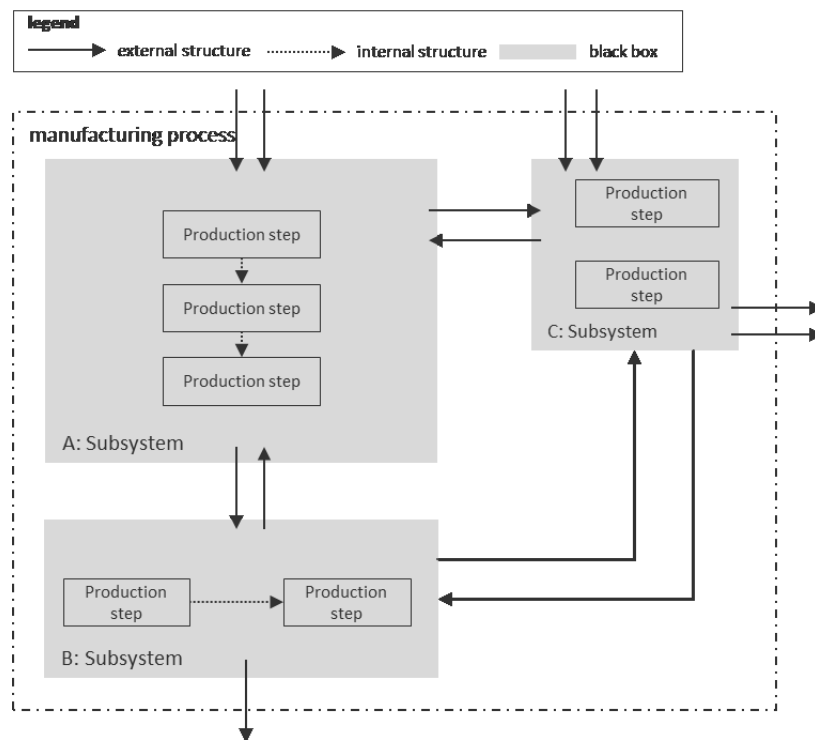 legend
external structure
internal structure
black box
manufacturing process
Production step
Production step
Production step
A: Subsystem
Production
step
Production
step
C: Subsystem
Production
step
Production
step
B: Subsystem